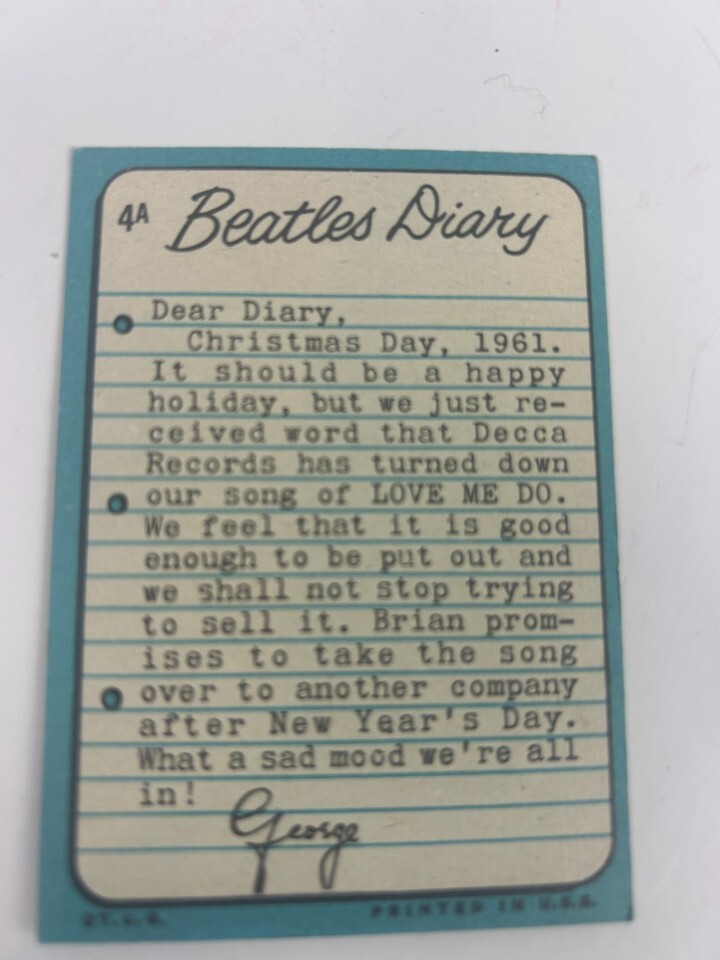 4A Beatles Diary
Dear Diary,
Christmas Day, 1961.
It should be a happy
holiday, but we just re-
ceived word that Decca
Records has turned down
our song of LOVE ME DO.
We feel that it is good
enough to be put out and
we shall not stop trying
to sell it. Brian prom-
ises to take the song
over to another company
after New Year's Day.
What a sad mood we're all
in!
George
©T.C.G. PRINTED IN U.S.A.